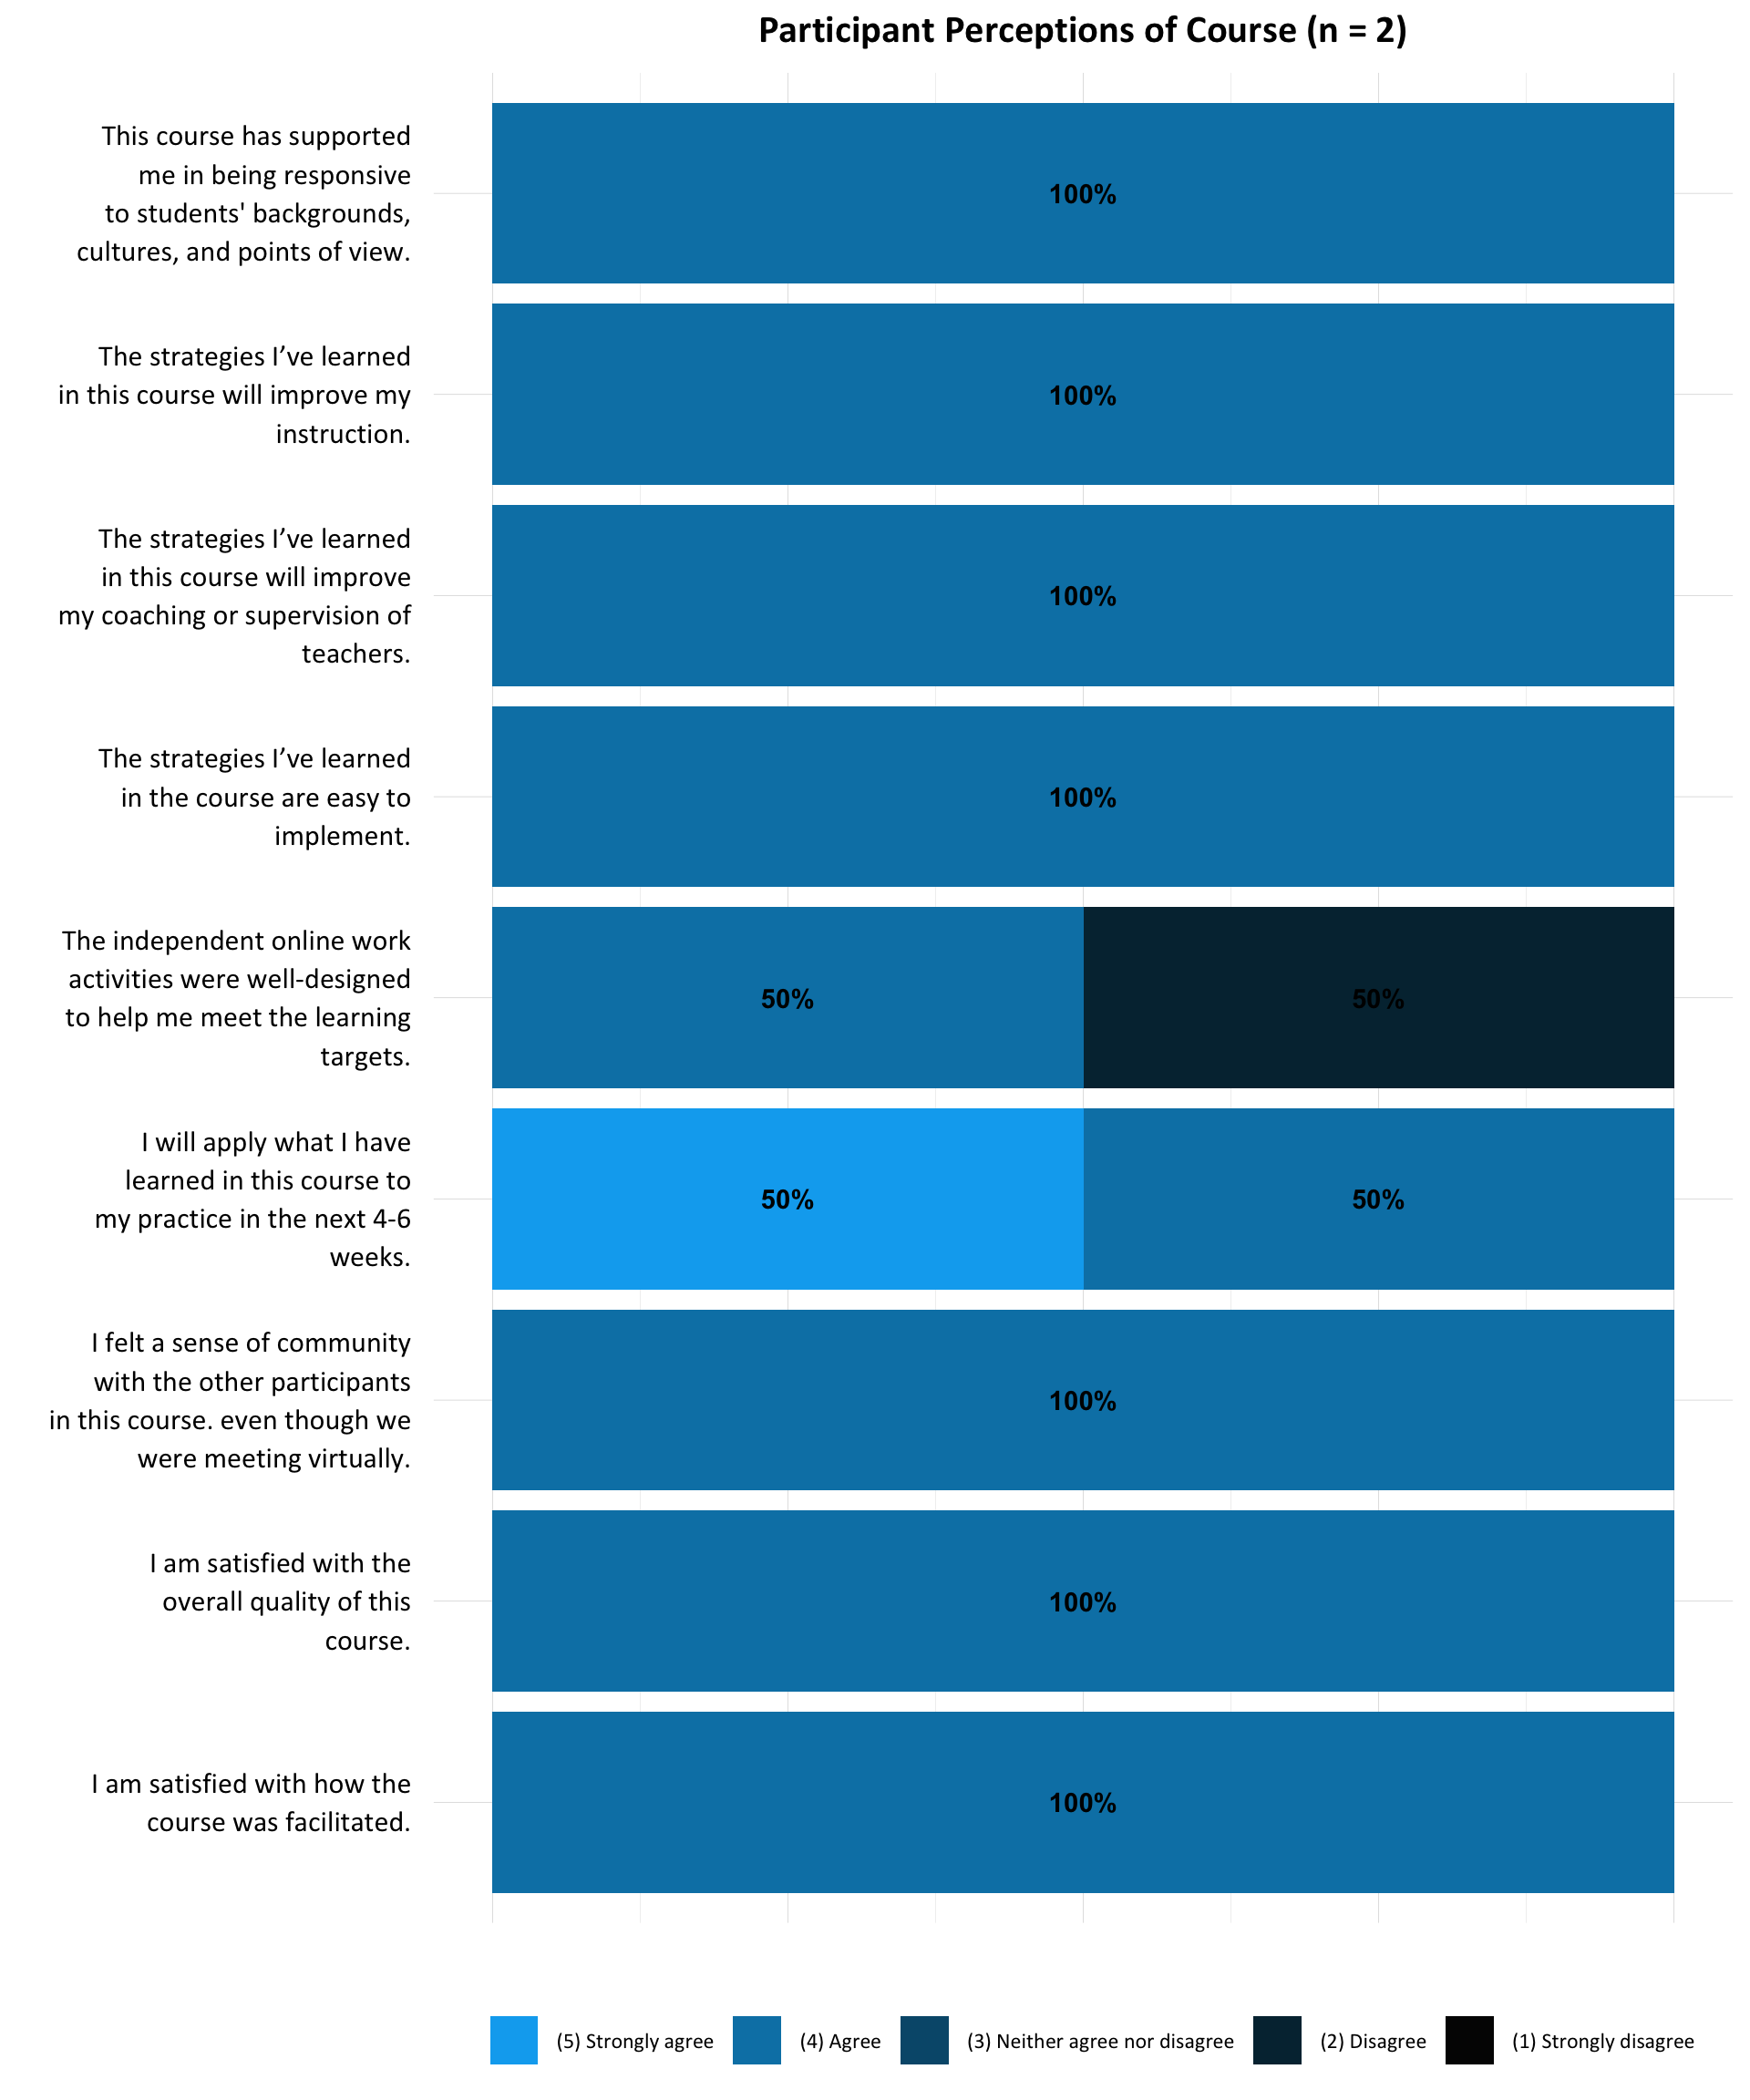 Participant Perceptions of Course (n = 2)
This course has supported
me in being responsive
to students' backgrounds,
cultures, and points of view.
100%
The strategies I’ve learned
in this course will improve my
instruction.
100%
The strategies I’ve learned
in this course will improve
my coaching or supervision of
teachers.
100%
The strategies I’ve learned
in the course are easy to
implement.
100%
The independent online work
activities were well-designed
to help me meet the learning
targets.
50%
50%
I will apply what I have
learned in this course to
my practice in the next 4-6
weeks.
50%
50%
I felt a sense of community
with the other participants
in this course. even though we
were meeting virtually.
100%
I am satisfied with the
overall quality of this
course.
100%
I am satisfied with how the
course was facilitated.
100%
(5) Strongly agree
(4) Agree
(3) Neither agree nor disagree
(2) Disagree
(1) Strongly disagree